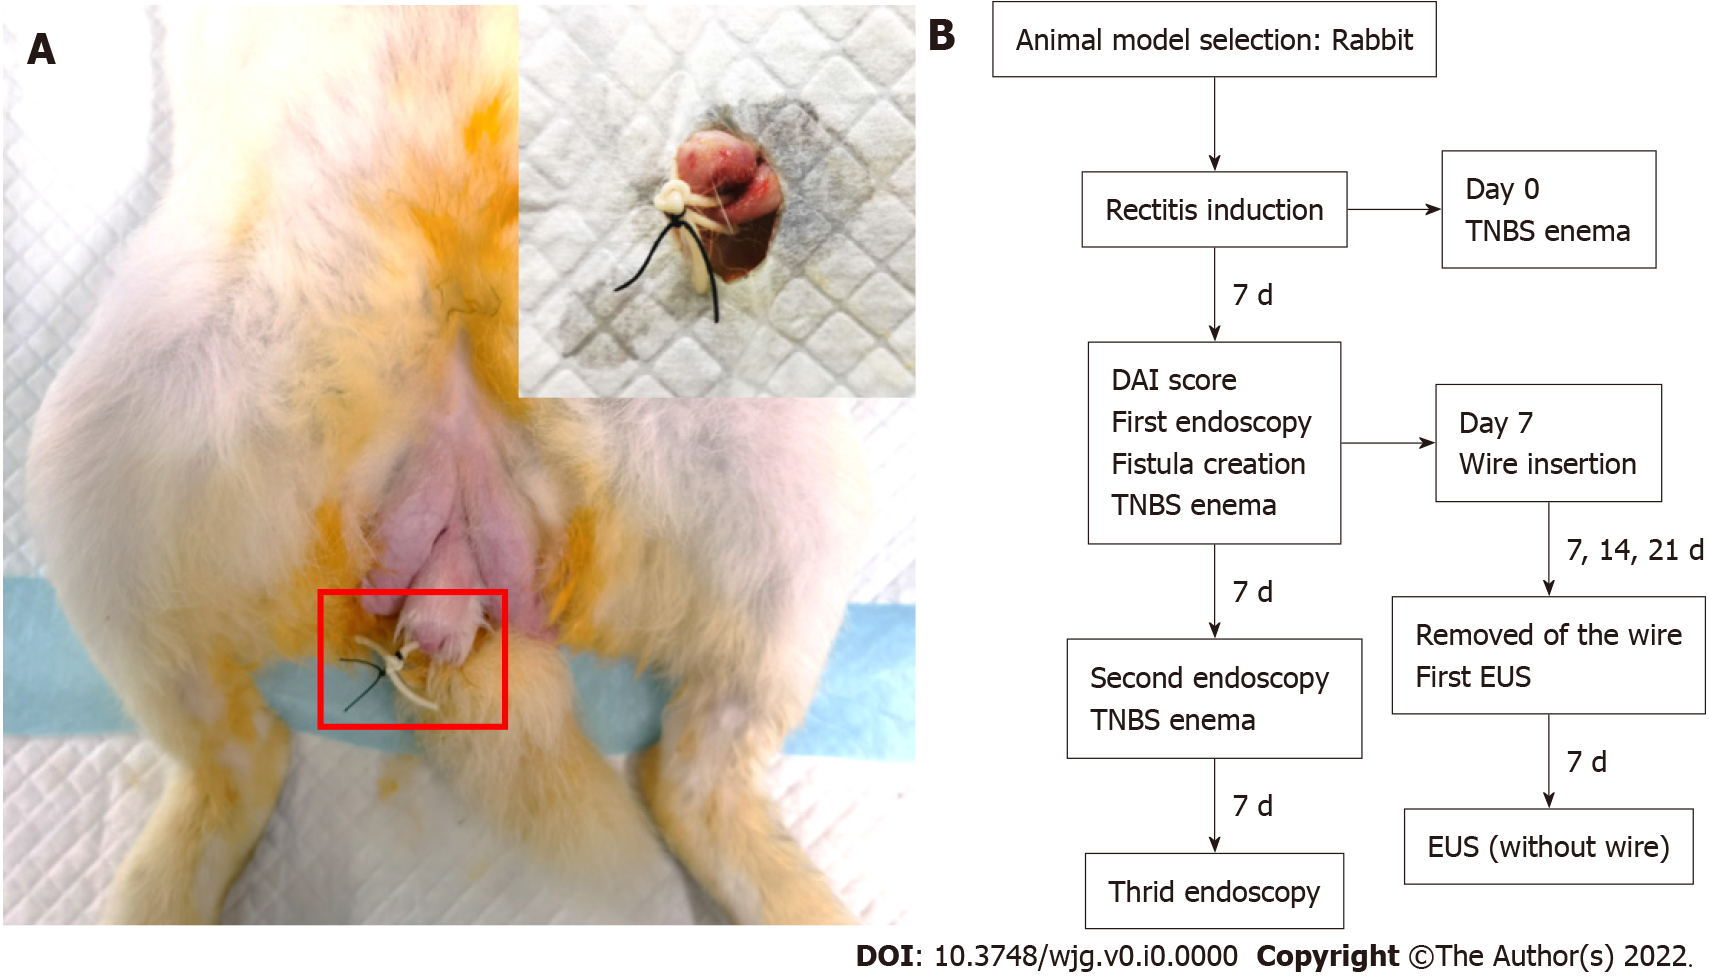 A
B
Animal model selection: Rabbit
Rectitis induction
Day 0
TNBS enema
7 d
DAI score
First endoscopy
Fistula creation
TNBS enema
Day 7
Wire insertion
7 d
7, 14, 21 d
Second endoscopy
TNBS enema
Removed of the wire
First EUS
7 d
7 d
Thrid endoscopy
EUS (without wire)
DOI: 10.3748/wjg.v0.i0.0000 Copyright ©The Author(s) 2022.